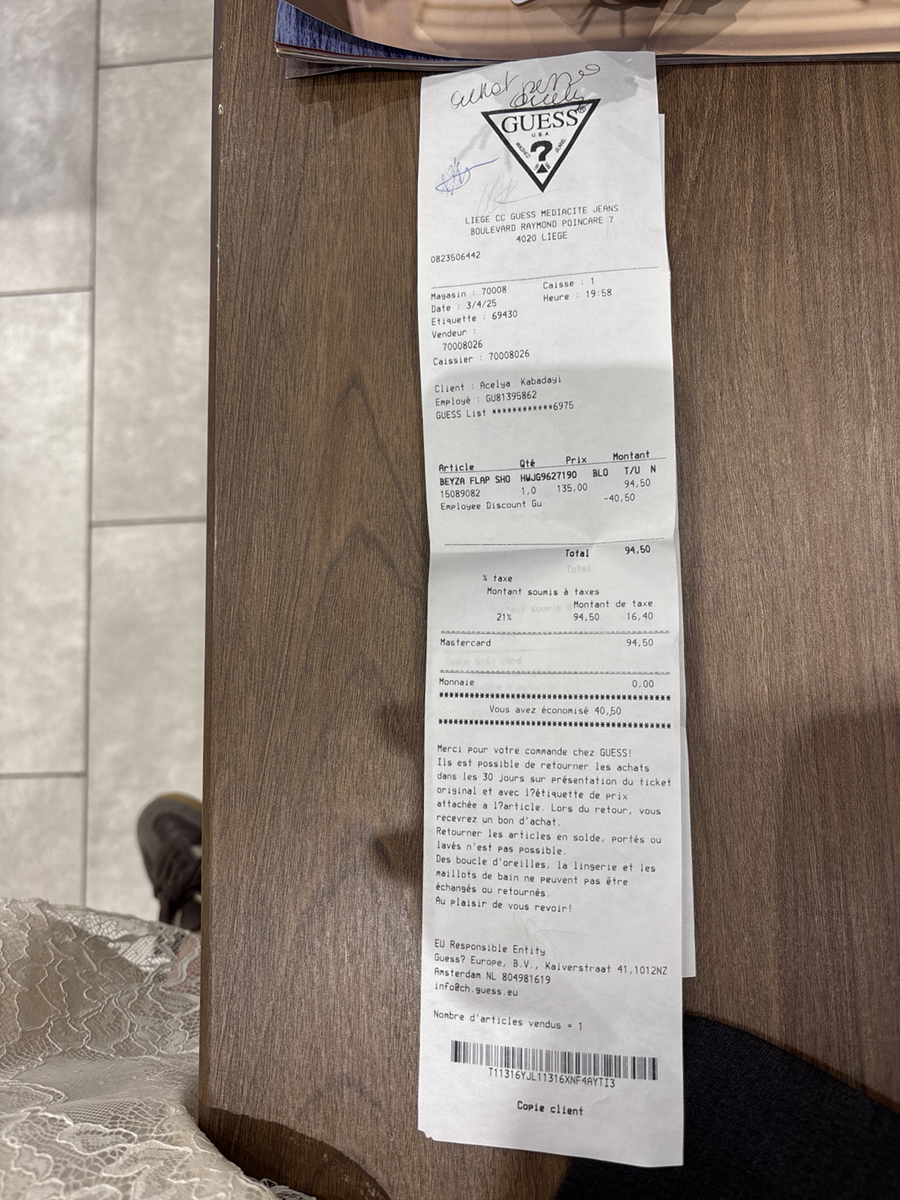 achat perso
GUESS®
U.S.A.
WASHED JEANS
?
LIEGE CC GUESS MEDIACITE JEANS
BOULEVARD RAYMOND POINCARE 7
4020 LIEGE
0823506442
Magasin : 70008 Caisse : 1
Date : 3/4/25 Heure : 19:58
Etiquette : 69430
Vendeur :
70008026
Caissier : 70008026
Client : Acelya Kabadayi
Employé : GU81395862
GUESS List ************6975
Article Qté Prix Montant
BEYZA FLAP SHO HWJG9627190 BLO T/U N
15089082 1,0 135,00 94,50
Employee Discount Gu -40,50
Total 94,50
Total
% taxe
Montant soumis à taxes
Montant de taxe
21% 94,50 16,40
Mastercard 94,50
Monnaie 0,00
Vous avez économisé 40,50
Merci pour votre commande chez GUESS!
Ils est possible de retourner les achats
dans les 30 jours sur présentation du ticket
original et avec l?étiquette de prix
attachée a l?article. Lors du retour, vous
recevrez un bon d'achat.
Retourner les articles en solde, portés ou
lavés n'est pas possible.
Des boucle d'oreilles, la lingerie et les
maillots de bain ne peuvent pas être
échangés ou retournés.
Au plaisir de vous revoir!
EU Responsible Entity
Guess? Europe, B.V., Kalverstraat 41,1012NZ
Amsterdam NL 804981619
info@ch.guess.eu
Nombre d'articles vendus = 1
T11316YJL11316XNF4AYTI3
Copie client